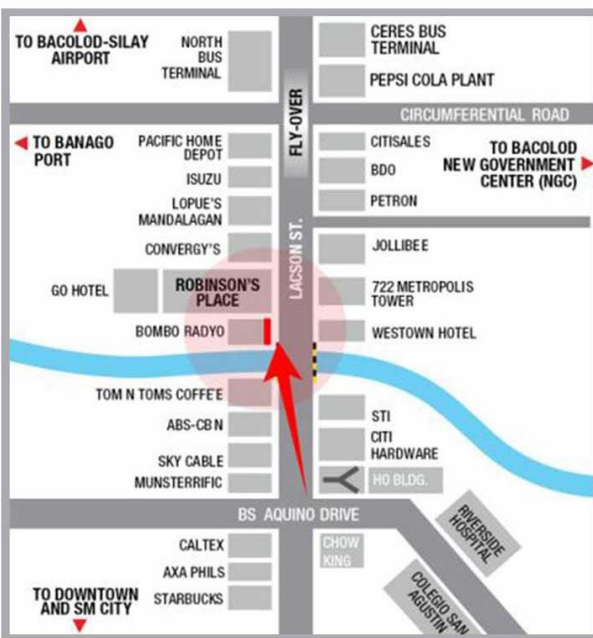 TO BACOLOD-SILAY
AIRPORT
NORTH
BUS
TERMINAL
CERES BUS
TERMINAL
PEPSI COLA PLANT
FLY-OVER
CIRCUMFERENTIAL ROAD
TO BANAGO
PORT
PACIFIC HOME
DEPOT
ISUZU
LOPUE'S
MANDALAGAN
CONVERGY'S
GO HOTEL
ROBINSON'S
PLACE
BOMBO RADYO
LACSON ST.
CITISALES
BDO
PETRON
TO BACOLOD
NEW GOVERNMENT
CENTER (NGC)
JOLLIBEE
722 METROPOLIS
TOWER
WESTOWN HOTEL
TOM N TOMS COFFE'E
ABS-CBN
SKY CABLE
MUNSTERRIFIC
STI
CITI
HARDWARE
HO BLDG.
BS AQUINO DRIVE
CALTEX
AXA PHILS
STARBUCKS
CHOW
KING
RIVERSIDE
HOSPITAL
COLEGIO SAN
AGUSTIN
TO DOWNTOWN
AND SM CITY